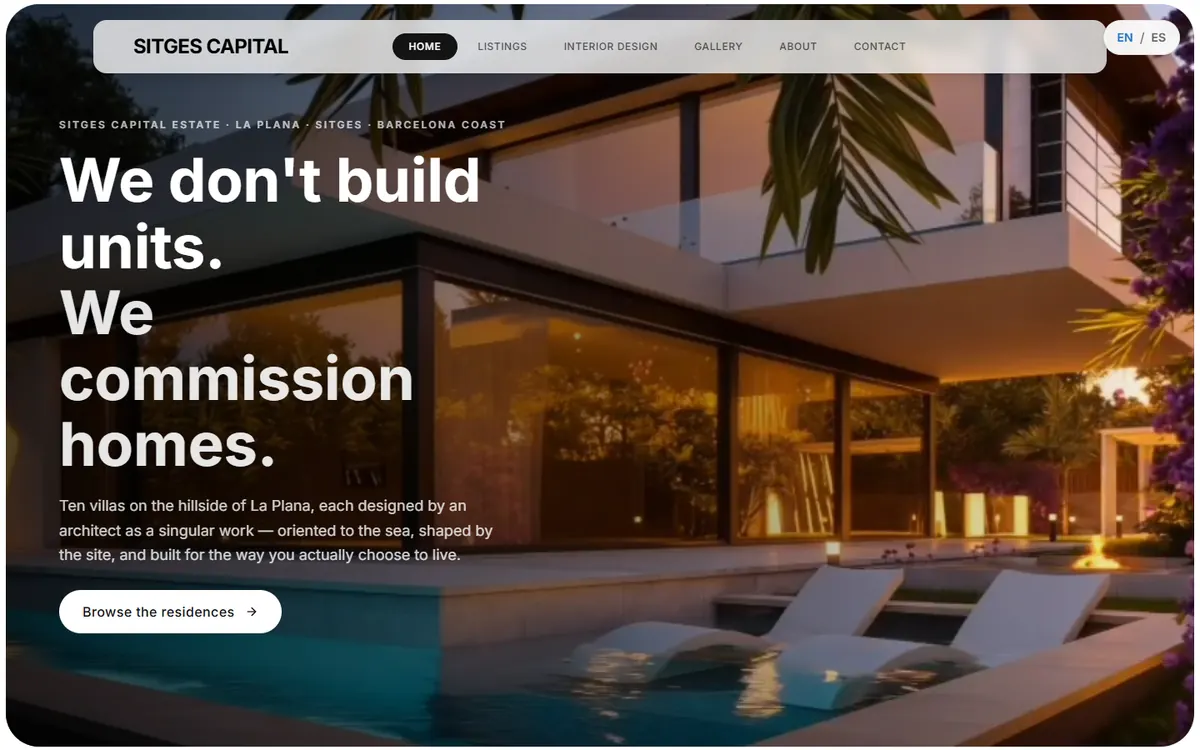 SITGES CAPITAL
HOME LISTINGS INTERIOR DESIGN GALLERY ABOUT CONTACT
EN / ES
SITGES CAPITAL ESTATE · LA PLANA · SITGES · BARCELONA COAST
We don't build
units.
We
commission
homes.
Ten villas on the hillside of La Plana, each designed by an
architect as a singular work — oriented to the sea, shaped by
the site, and built for the way you actually choose to live.
Browse the residences →